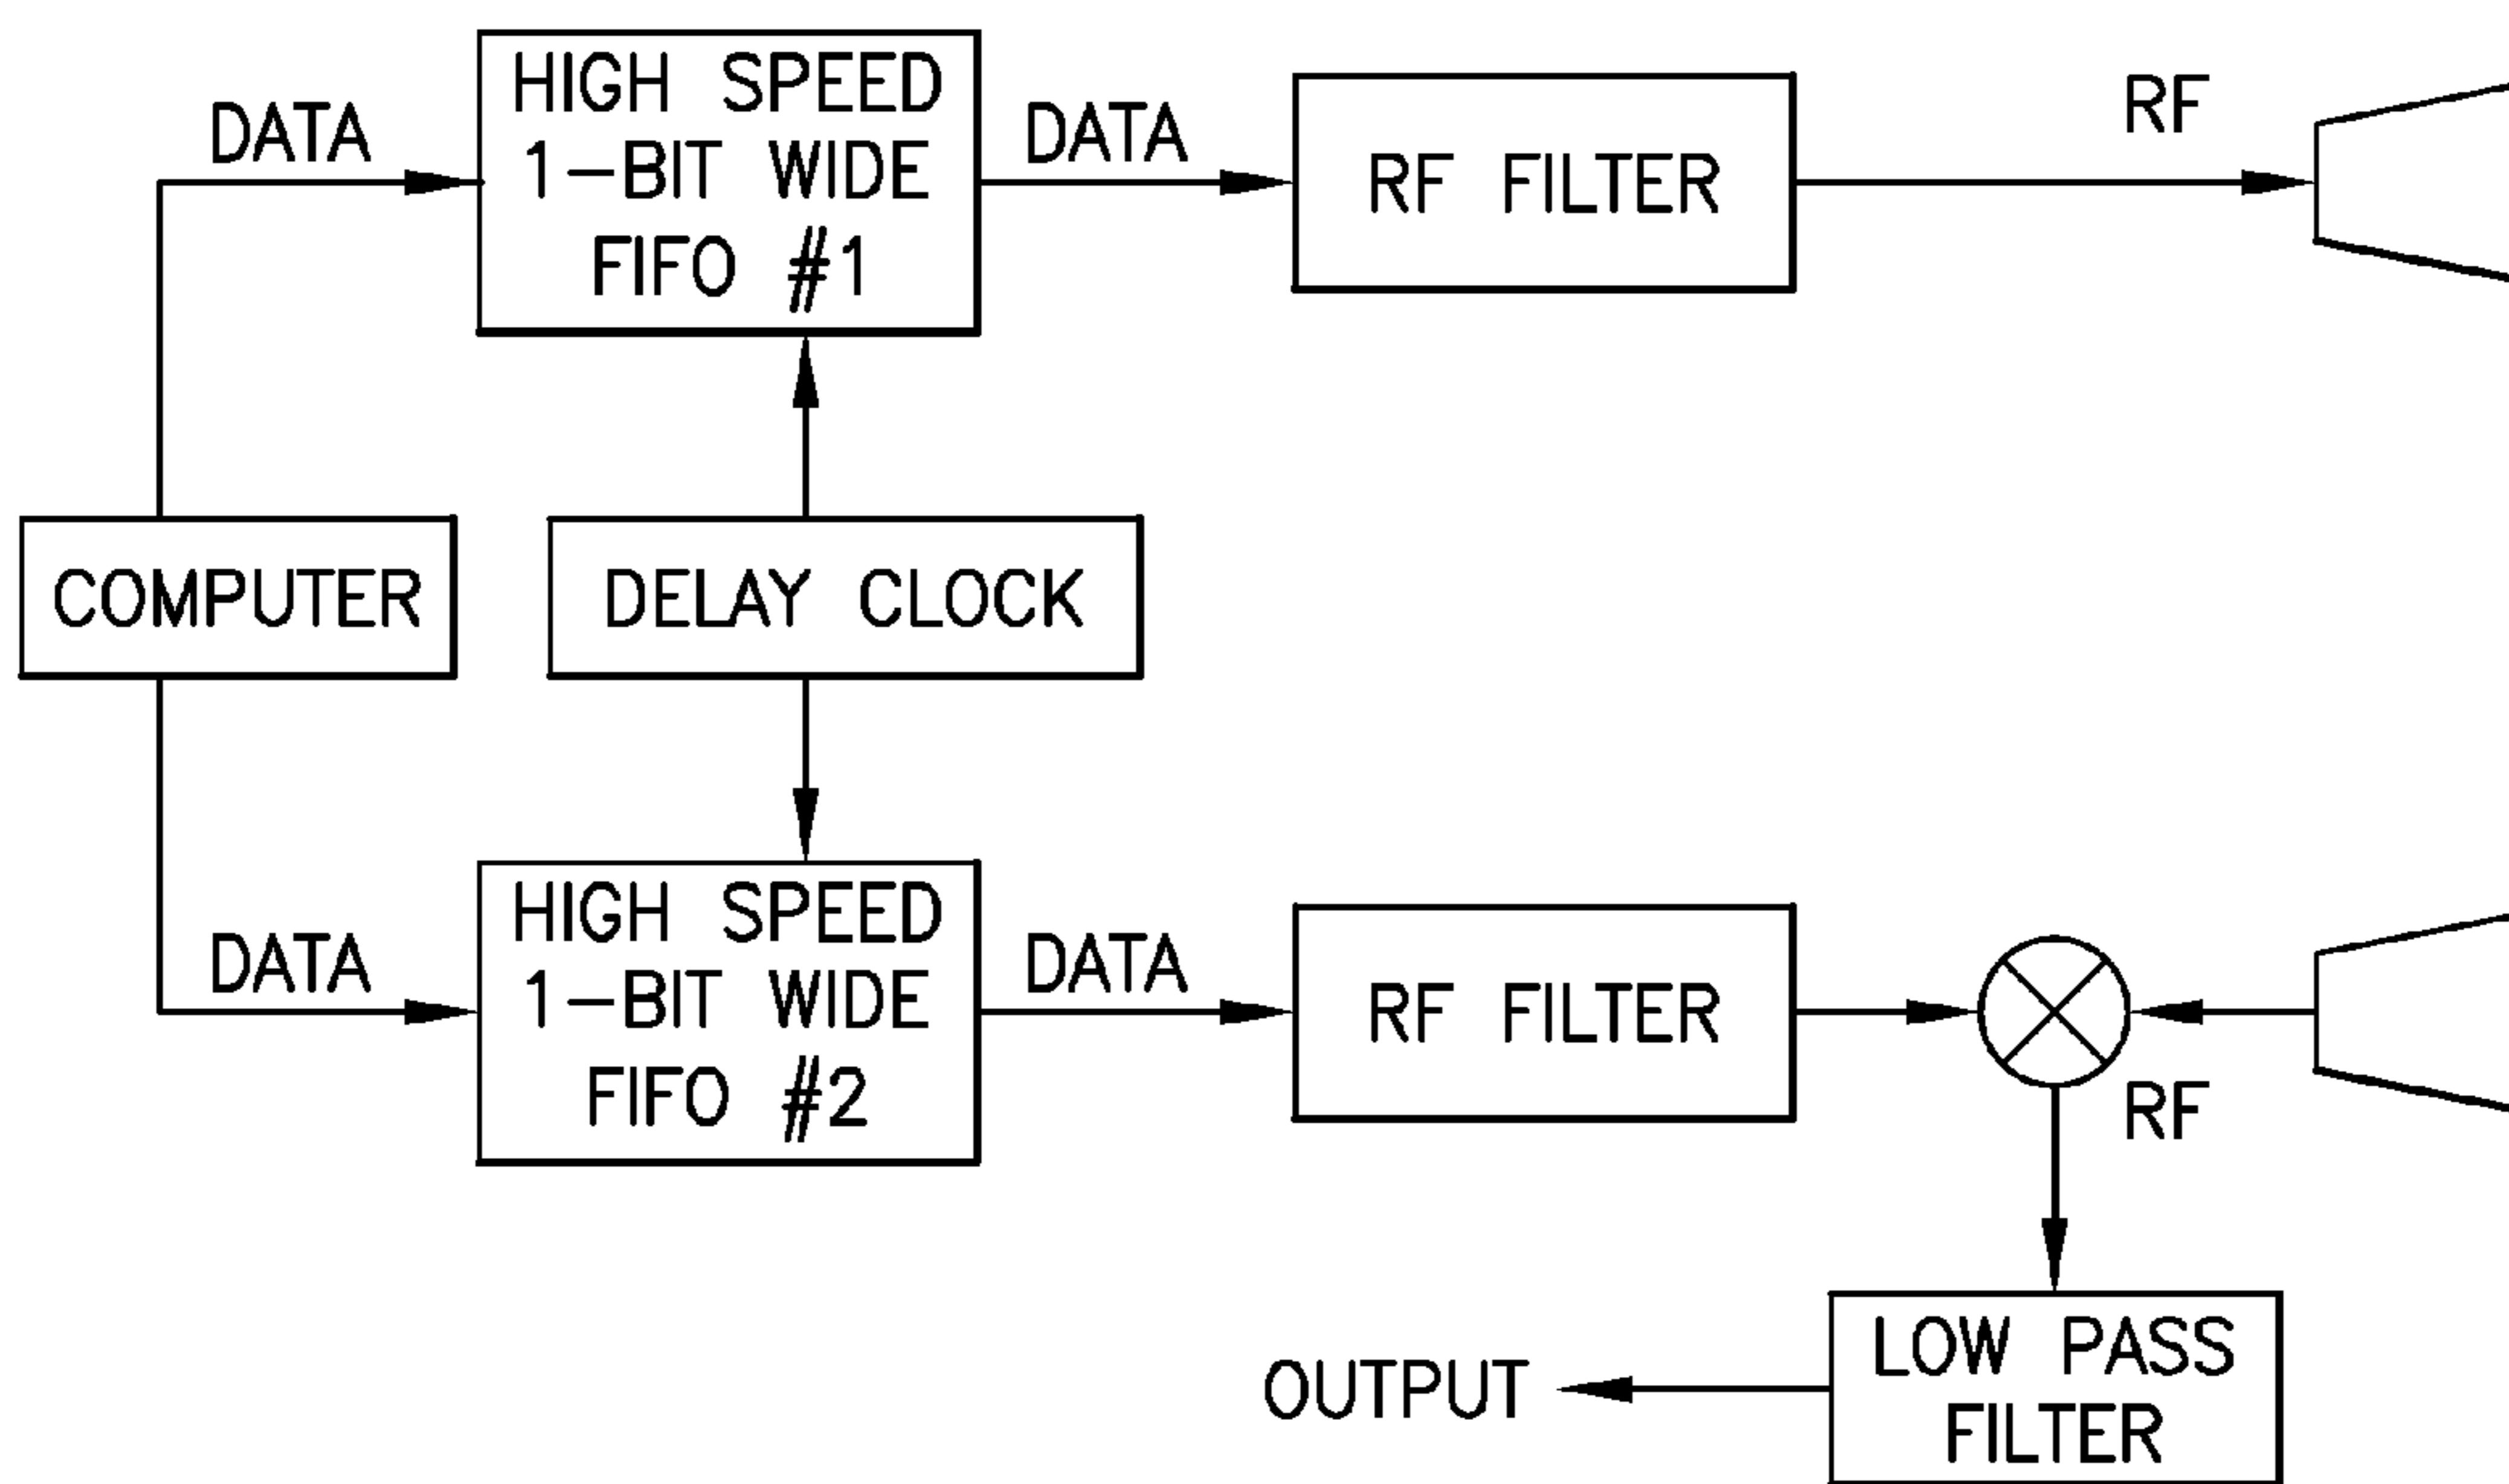 DATA
HIGH SPEED
1-BIT WIDE
FIFO #1
DATA
RF FILTER
RF
COMPUTER
DELAY CLOCK
DATA
HIGH SPEED
1-BIT WIDE
FIFO #2
DATA
RF FILTER
RF
LOW PASS
FILTER
OUTPUT